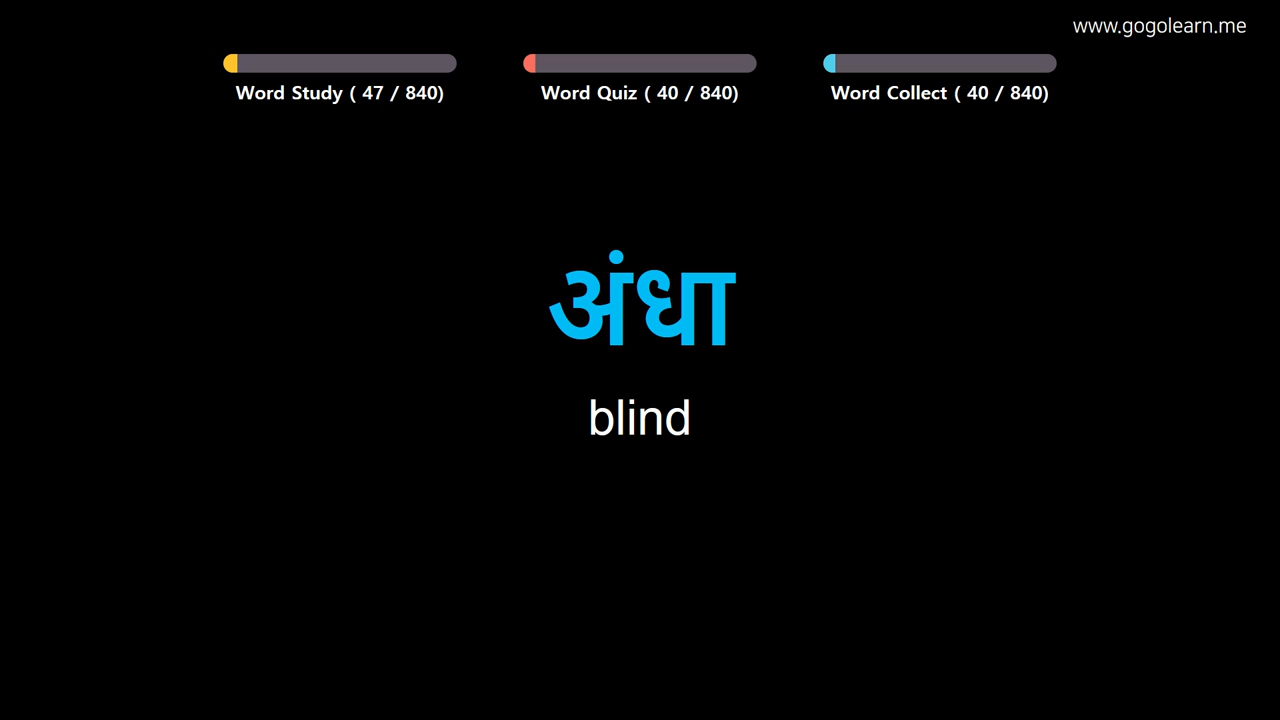 www.gogolearn.me
Word Study ( 47 / 840)
Word Quiz ( 40 / 840)
Word Collect ( 40 / 840)
अंधा
blind